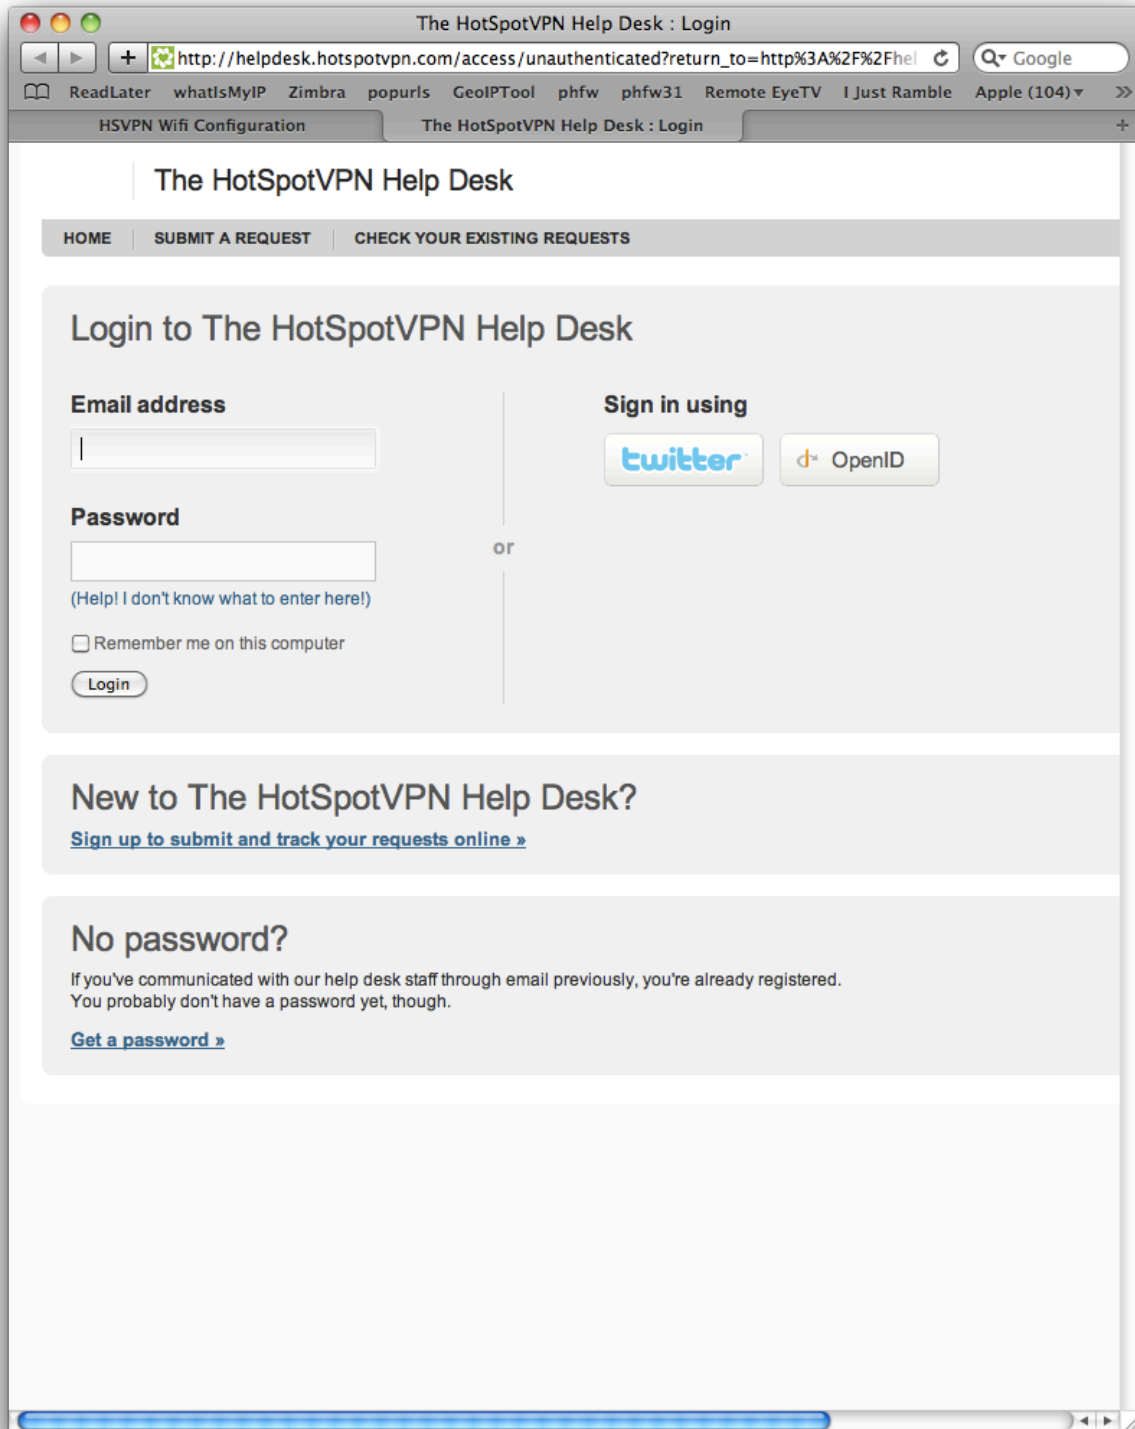 The HotSpotVPN Help Desk : Login
http://helpdesk.hotspotvpn.com/access/unauthenticated?return_to=http%3A%2F%2Fhel
Google
ReadLater whatIsMyIP Zimbra popurls GeoIPTool phfw phfw31 Remote EyeTV I Just Ramble Apple (104)
HSVPN Wifi Configuration The HotSpotVPN Help Desk : Login
The HotSpotVPN Help Desk
HOME SUBMIT A REQUEST CHECK YOUR EXISTING REQUESTS
Login to The HotSpotVPN Help Desk
Email address
Sign in using
twitter OpenID
Password
or
(Help! I don't know what to enter here!)
Remember me on this computer
Login
New to The HotSpotVPN Help Desk?
Sign up to submit and track your requests online »
No password?
If you've communicated with our help desk staff through email previously, you're already registered.
You probably don't have a password yet, though.
Get a password »